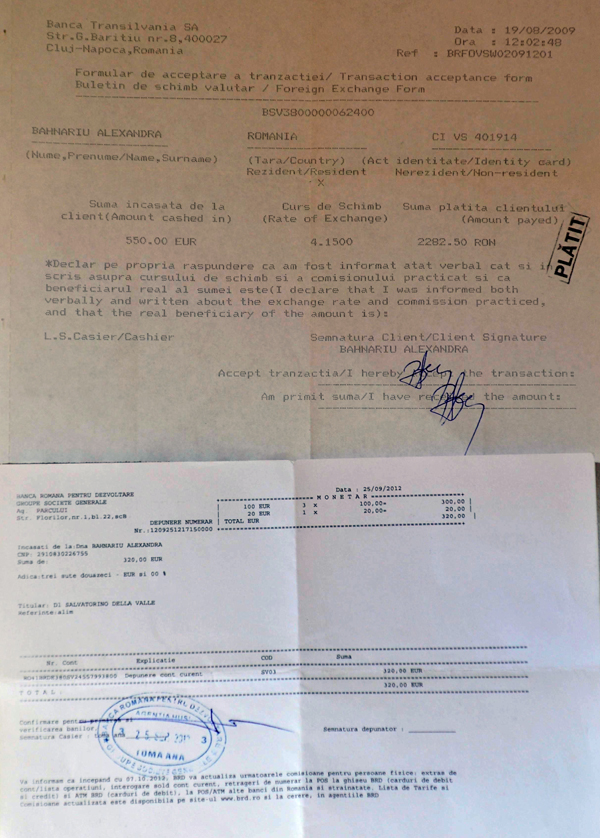 Banca Transilvania SA
Str.G.Baritiu nr.8,400027
Cluj-Napoca,Romania
Data : 19/08/2009
Ora : 12:02:48
Ref : BRFOVSW02091201
Formular de acceptare a tranzactiei/ Transaction acceptance form
Buletin de schimb valutar / Foreign Exchange Form
BSV3800000062400
BAHNARIU ALEXANDRA ROMANIA CI VS 401914
(Nume,Prenume/Name,Surname) (Tara/Country) (Act identitate/Identity card)
Rezident/Resident Nerezident/Non-resident
X
Suma incasata de la Curs de Schimb Suma platita clientului
client(Amount cashed in) (Rate of Exchange) (Amount payed)
550.00 EUR 4.1500 2282.50 RON
PLĂTIT
*Declar pe propria raspundere ca am fost informat atat verbal cat si in
scris asupra cursului de schimb si a comisionului practicat si ca
beneficiarul real al sumei este(I declare that I was informed both
verbally and written about the exchange rate and commission practiced,
and that the real beneficiary of the amount is):
L.S.Casier/Cashier Semnatura Client/Client Signature
BAHNARIU ALEXANDRA
Accept tranzactia/I hereby the transaction:
Am primit suma/I have the amount:
BANCA ROMANA PENTRU DEZVOLTARE
GROUPE SOCIETE GENERALE
Ag PARCULUI
Str. Florilor,nr.1,bl.22,scB
Data : 25/09/2012
MONETAR
100 EUR 3 x 100,00= 300,00
20 EUR 1 x 20,00= 20,00
DEPUNERE NUMERAR TOTAL EUR 320,00
Nr.:1209251217150000
Incasati de la:Dna BAHNARIU ALEXANDRA
CNP: 2910830226755
Suma de: 320,00 EUR
Adica:trei sute douazeci - EUR si 00 %
Titular: Dl SALVATORINO DELLA VALLE
Referinte:alim
Nr. Cont Explicatie COD Suma
Depunere cont curent SV03 320,00 EUR
TOTAL 320,00 EUR
Confirmare pentru
verificarea banilor
Semnatura Casier : toma ana
Semnatura depunator :
TOMA ANA
Va informam ca incepand cu 01.10.2012, BRD va actualiza urmatoarele comisioane pentru persoane fizice: extras de
cont/lista operatiuni, interogare sold cont curent, retrageri de numerar la POS la ghiseu BRD (carduri de debit
si credit) si ATM BRD (carduri de debit), la POS/ATM alte banci din Romania si strainatate. Lista de Tarife si
Comisioane actualizata este disponibila pe site-ul www.brd.ro si la cerere, in agentiile BRD